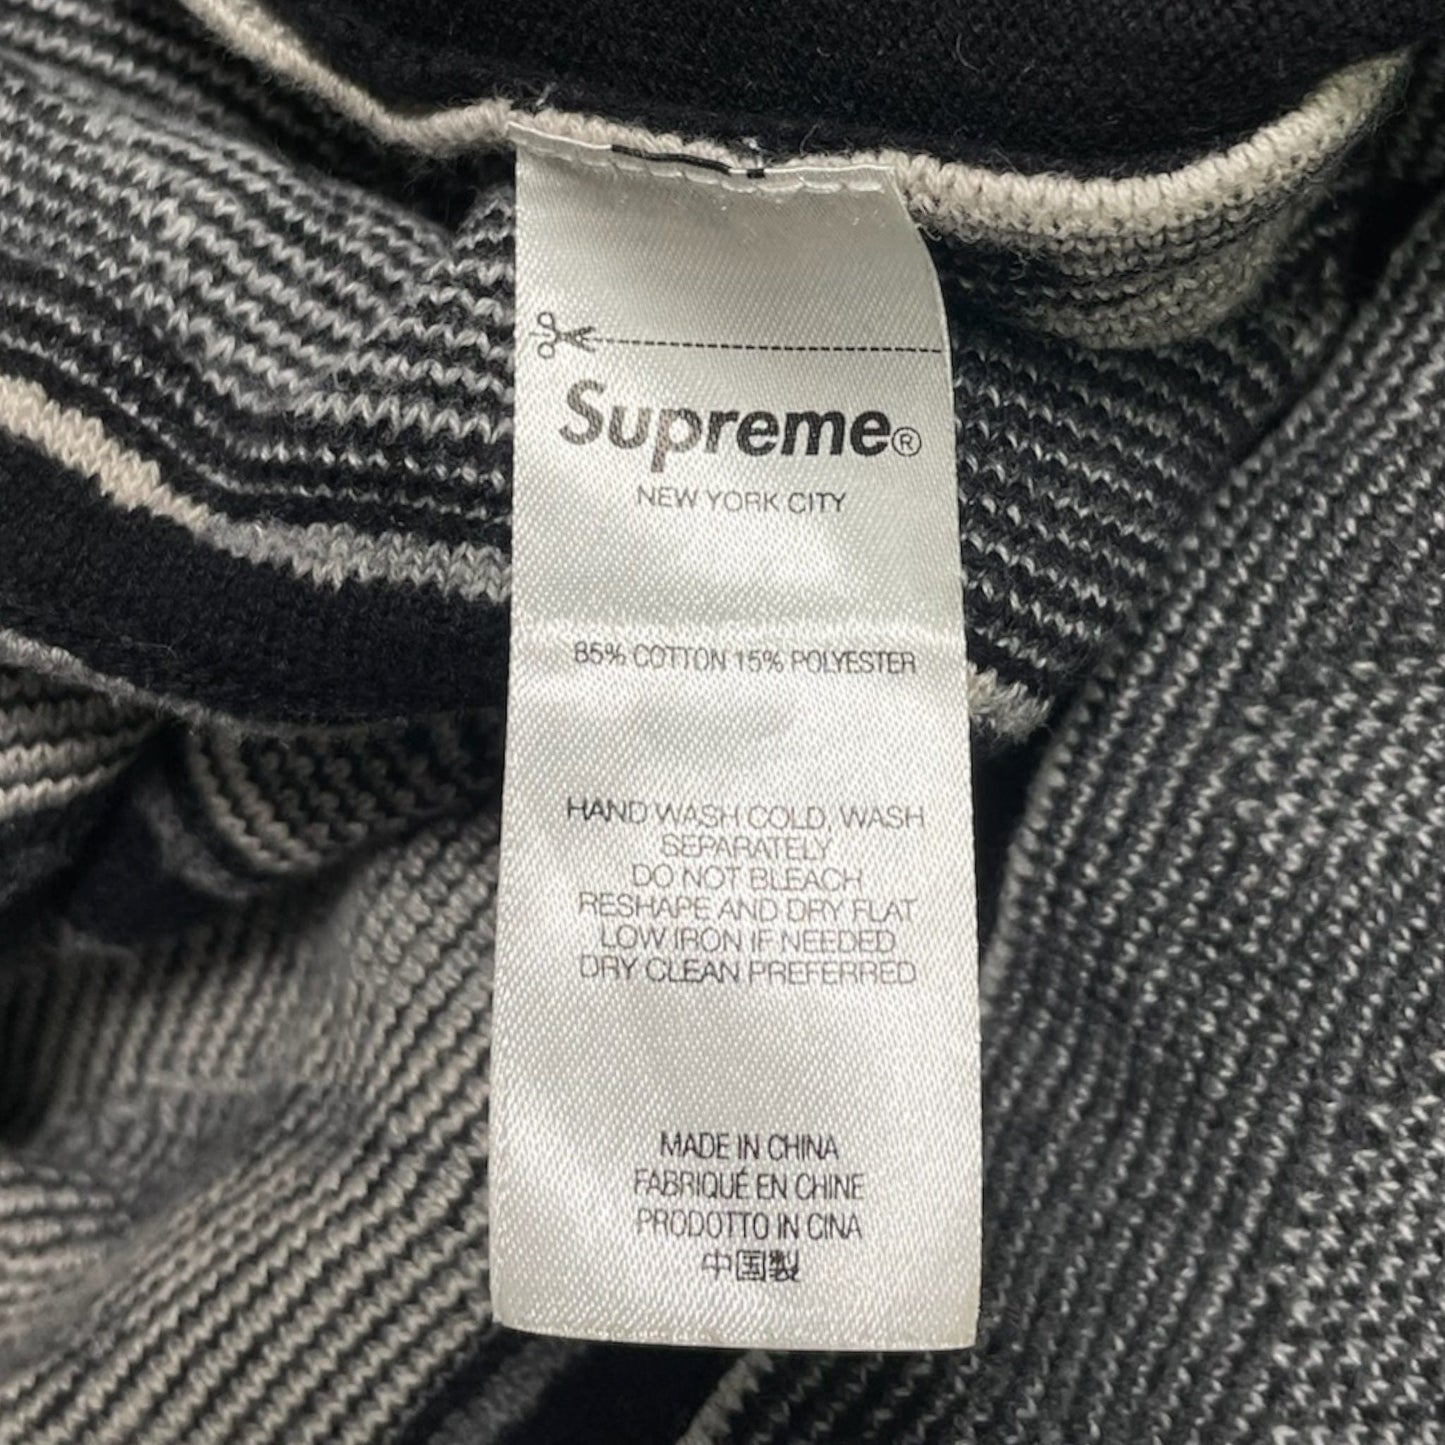 Supreme®
NEW YORK CITY
85% COTTON 15% POLYESTER
HAND WASH COLD, WASH
SEPARATELY
DO NOT BLEACH
RESHAPE AND DRY FLAT
LOW IRON IF NEEDED
DRY CLEAN PREFERRED
MADE IN CHINA
FABRIQUÉ EN CHINE
PRODOTTO IN CINA
中国製